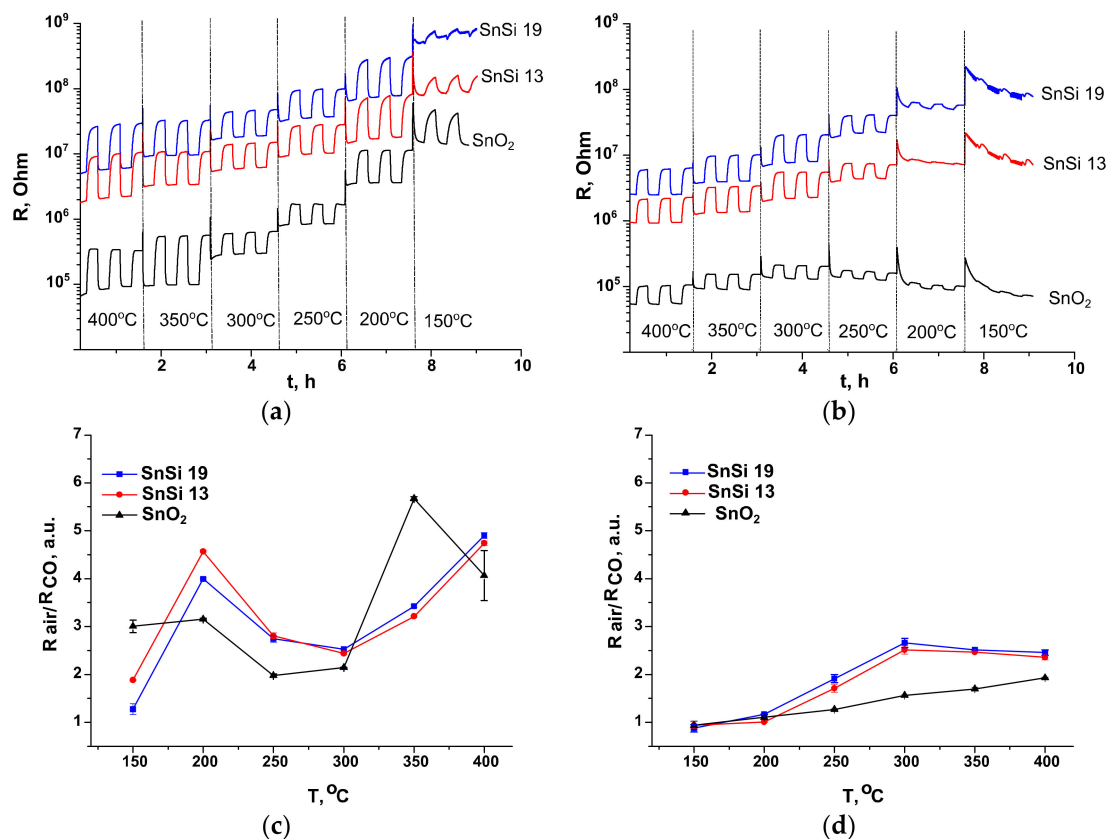 10⁹
10⁸
10⁷
10⁶
10⁵
R, Ohm
SnSi 19
SnSi 13
SnO₂
400°C 350°C 300°C 250°C 200°C 150°C
2 4 6 8 10
t, h
(a)
10⁹
10⁸
10⁷
10⁶
10⁵
R, Ohm
SnSi 19
SnSi 13
SnO₂
400°C 350°C 300°C 250°C 200°C 150°C
2 4 6 8 10
t, h
(b)
7
6
5
4
3
2
1
R air/RCO, a.u.
SnSi 19
SnSi 13
SnO₂
150 200 250 300 350 400
T, °C
(c)
7
6
5
4
3
2
1
R air/RCO, a.u.
SnSi 19
SnSi 13
SnO₂
150 200 250 300 350 400
T, °C
(d)